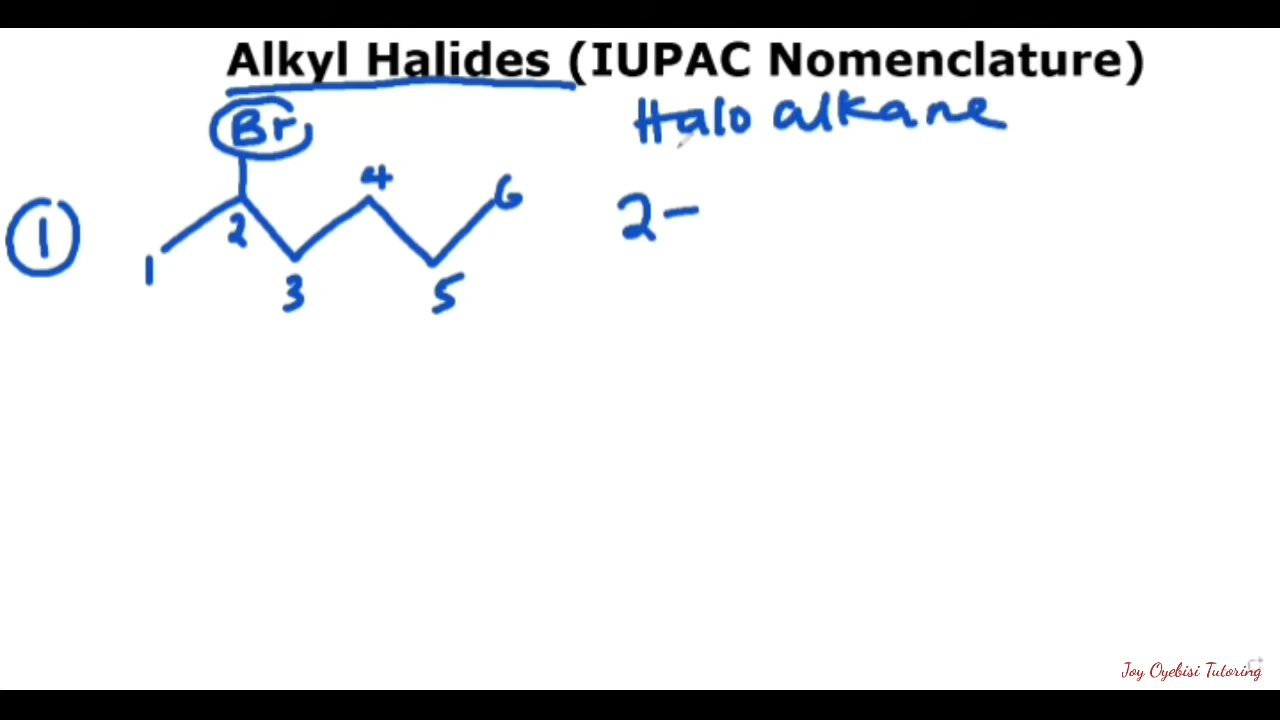 Alkyl Halides (IUPAC Nomenclature)
Halo alkane
Br
1
1
2
3
4
5
6
2-
Joy Oyebisi Tutoring